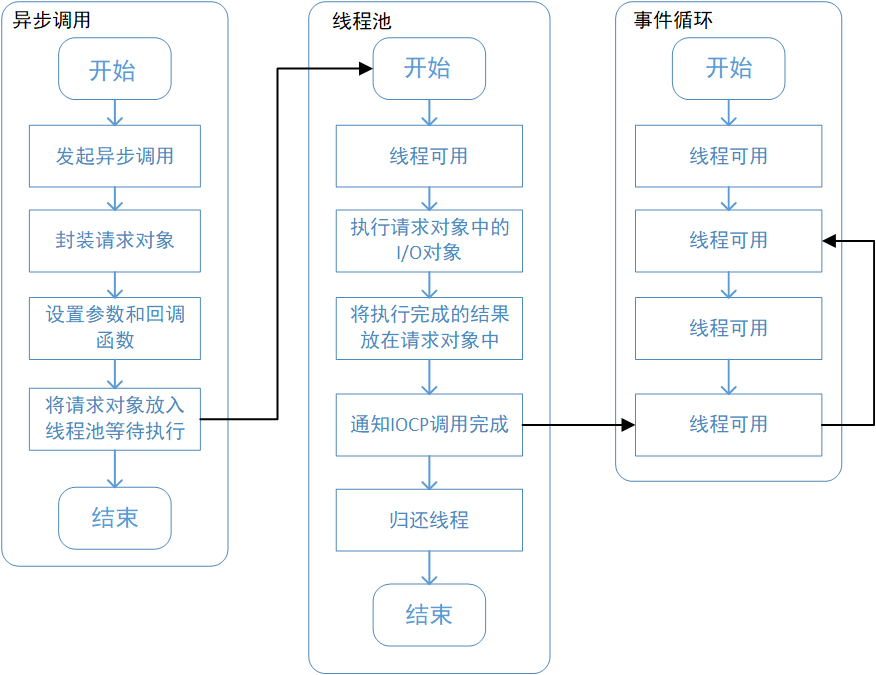 异步调用
开始
发起异步调用
封装请求对象
设置参数和回调
函数
将请求对象放入
线程池等待执行
结束
线程池
开始
线程可用
执行请求对象中的
I/O对象
将执行完成的结果
放在请求对象中
通知IOCP调用完成
归还线程
结束
事件循环
开始
线程可用
线程可用
线程可用
线程可用